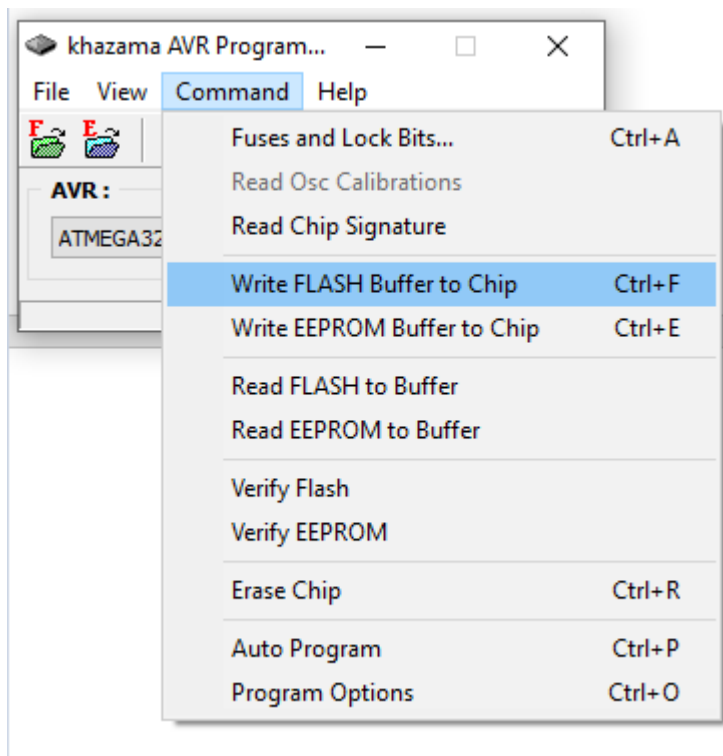 khazama AVR Program...
File View Command Help
F E
AVR :
ATMEGA32
Fuses and Lock Bits... Ctrl+A
Read Osc Calibrations
Read Chip Signature
Write FLASH Buffer to Chip Ctrl+F
Write EEPROM Buffer to Chip Ctrl+E
Read FLASH to Buffer
Read EEPROM to Buffer
Verify Flash
Verify EEPROM
Erase Chip Ctrl+R
Auto Program Ctrl+P
Program Options Ctrl+O